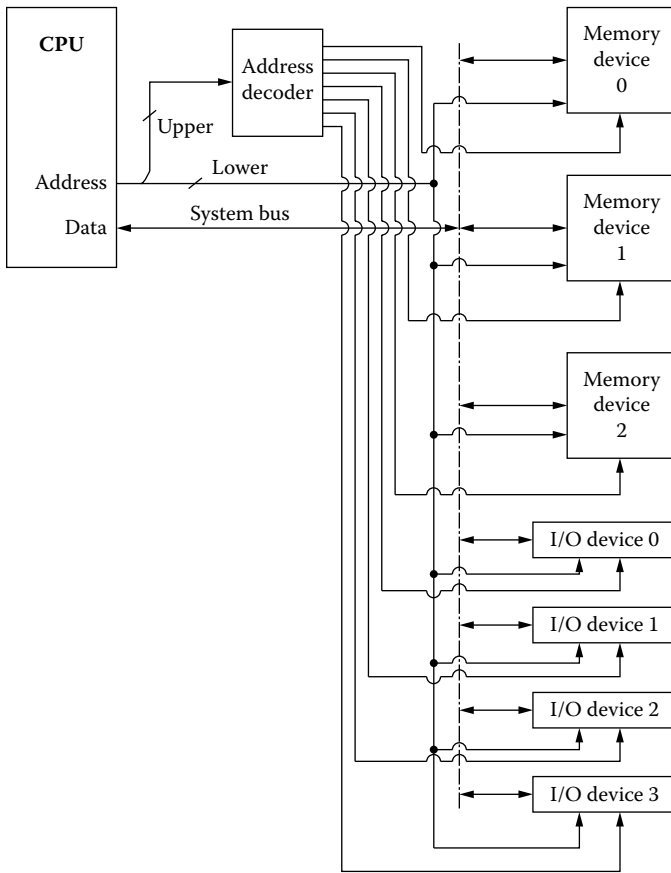 CPU
Address
decoder
Memory
device
0
Upper
Address
Lower
Data
System bus
Memory
device
1
Memory
device
2
I/O device 0
I/O device 1
I/O device 2
I/O device 3